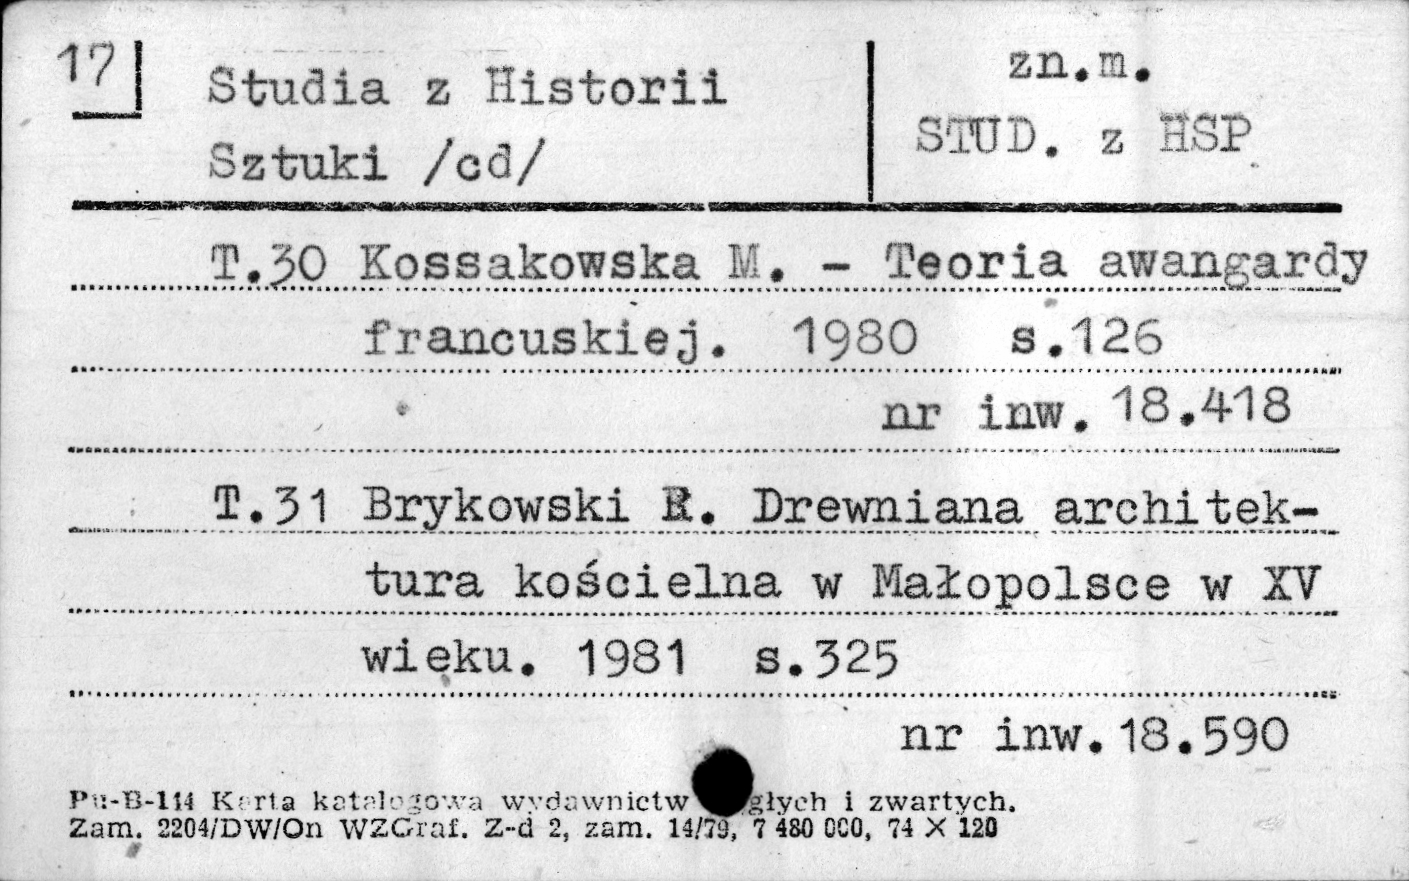 17
Studia z Historii
Sztuki /cd/
zn.m.
STUD. z HSP
T.30 Kossakowska M. - Teoria awangardy
francuskiej. 1980 s.126
nr inw. 18.418
T.31 Brykowski R. Drewniana architek-
tura kościelna w Małopolsce w XV
wieku. 1981 s.325
nr inw. 18.590
Pu-B-114 Karta katalogowa wydawnictw głych i zwartych.
Zam. 2204/DW/On WZGraf. Z-d 2, zam. 14/79, 7 480 000, 74 X 120